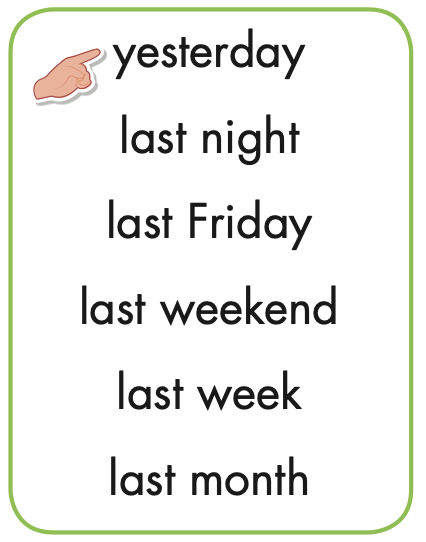 yesterday
last night
last Friday
last weekend
last week
last month